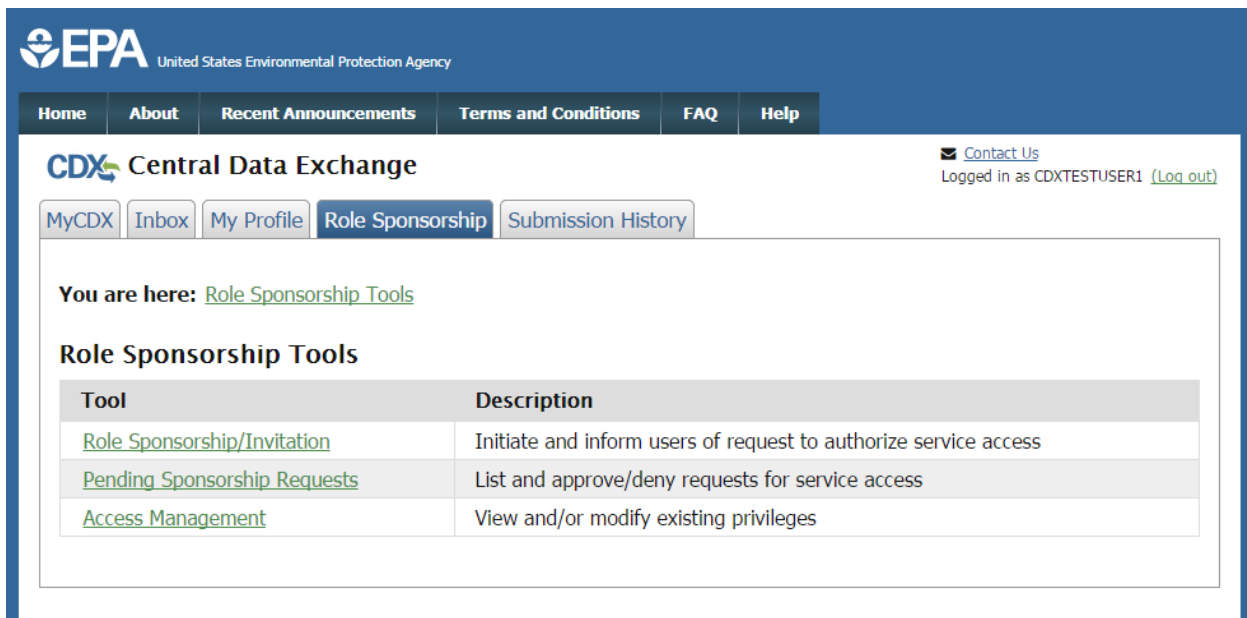 EPA United States Environmental Protection Agency
Home About Recent Announcements Terms and Conditions FAQ Help
CDX Central Data Exchange
Contact Us
Logged in as CDXTESTUSER1 (Log out)
MyCDX Inbox My Profile Role Sponsorship Submission History
You are here: Role Sponsorship Tools
Role Sponsorship Tools
Tool Description
Role Sponsorship/Invitation Initiate and inform users of request to authorize service access
Pending Sponsorship Requests List and approve/deny requests for service access
Access Management View and/or modify existing privileges